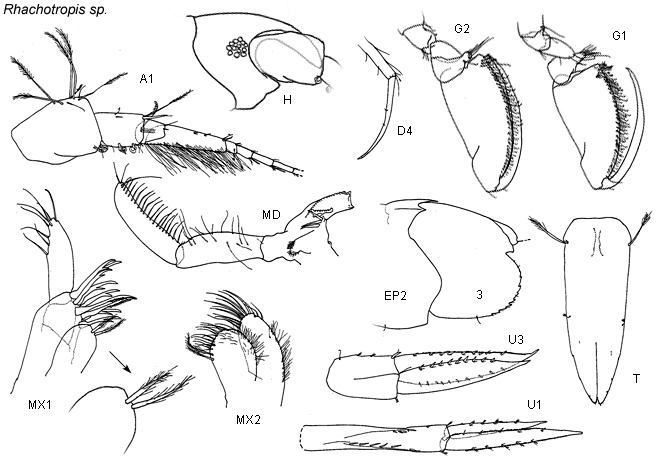 Rhachotropis sp.
A1
H
G2
G1
D4
MD
EP2
3
T
U3
U1
MX1
MX2